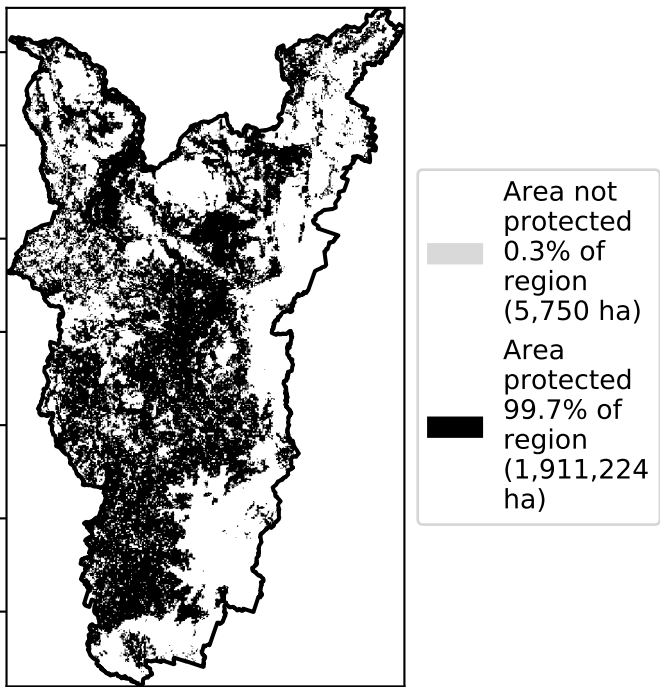 Area not
protected
0.3% of
region
(5,750 ha)
Area
protected
99.7% of
region
(1,911,224
ha)